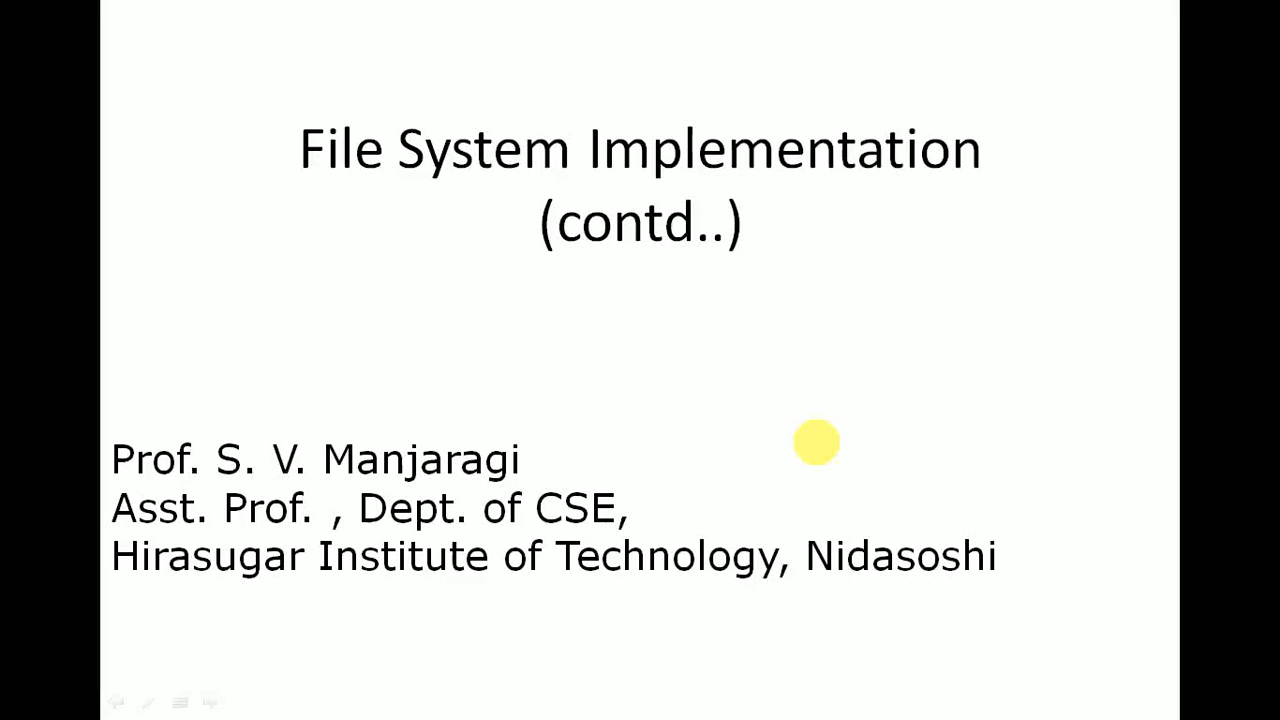 File System Implementation
(contd..)
Prof. S. V. Manjaragi
Asst. Prof. , Dept. of CSE,
Hirasugar Institute of Technology, Nidasoshi